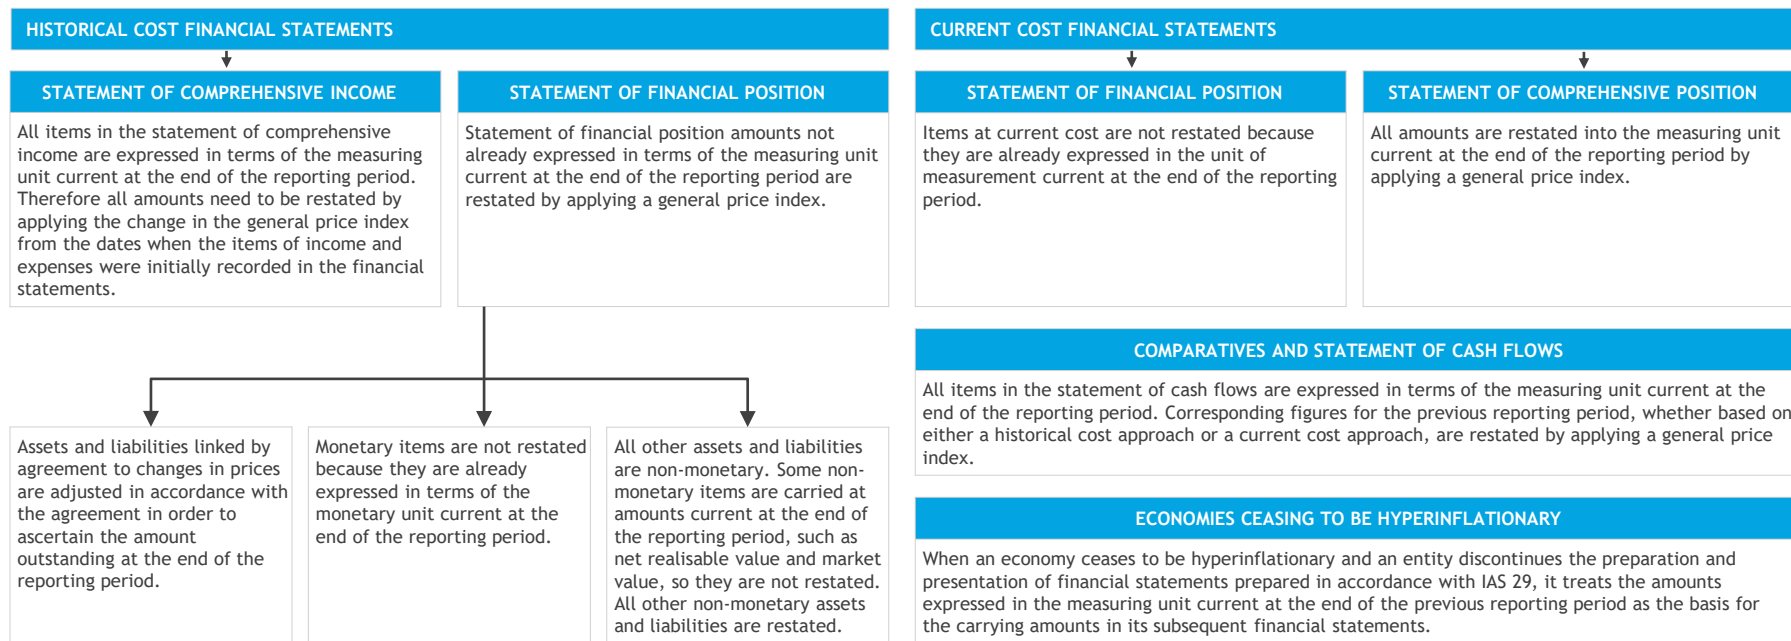 HISTORICAL COST FINANCIAL STATEMENTS
STATEMENT OF COMPREHENSIVE INCOME
All items in the statement of comprehensive
income are expressed in terms of the measuring
unit current at the end of the reporting period.
Therefore all amounts need to be restated by
applying the change in the general price index
from the dates when the items of income and
expenses were initially recorded in the financial
statements.
STATEMENT OF FINANCIAL POSITION
Statement of financial position amounts not
already expressed in terms of the measuring unit
current at the end of the reporting period are
restated by applying a general price index.
Assets and liabilities linked by
agreement to changes in prices
are adjusted in accordance with
the agreement in order to
ascertain the amount
outstanding at the end of the
reporting period.
Monetary items are not restated
because they are already
expressed in terms of the
monetary unit current at the
end of the reporting period.
All other assets and liabilities
are non-monetary. Some non-
monetary items are carried at
amounts current at the end of
the reporting period, such as
net realisable value and market
value, so they are not restated.
All other non-monetary assets
and liabilities are restated.
CURRENT COST FINANCIAL STATEMENTS
STATEMENT OF FINANCIAL POSITION
Items at current cost are not restated because
they are already expressed in the unit of
measurement current at the end of the reporting
period.
STATEMENT OF COMPREHENSIVE POSITION
All amounts are restated into the measuring unit
current at the end of the reporting period by
applying a general price index.
COMPARATIVES AND STATEMENT OF CASH FLOWS
All items in the statement of cash flows are expressed in terms of the measuring unit current at the
end of the reporting period. Corresponding figures for the previous reporting period, whether based on
either a historical cost approach or a current cost approach, are restated by applying a general price
index.
ECONOMIES CEASING TO BE HYPERINFLATIONARY
When an economy ceases to be hyperinflationary and an entity discontinues the preparation and
presentation of financial statements prepared in accordance with IAS 29, it treats the amounts
expressed in the measuring unit current at the end of the previous reporting period as the basis for
the carrying amounts in its subsequent financial statements.